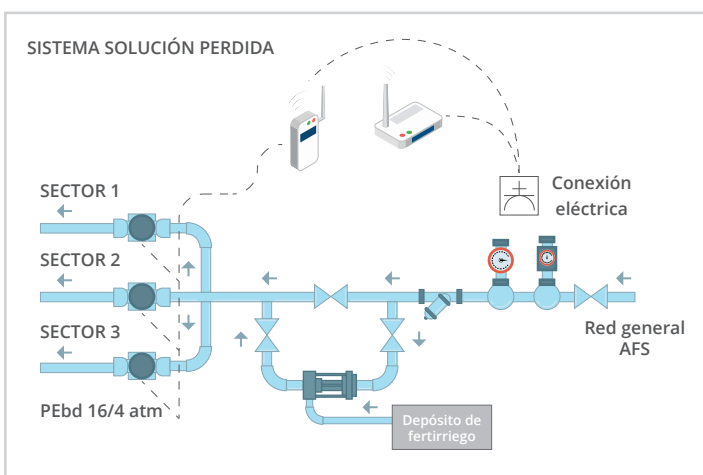 SISTEMA SOLUCIÓN PERDIDA
Conexión
eléctrica
SECTOR 1
SECTOR 2
SECTOR 3
Red general
AFS
PEbd 16/4 atm
Depósito de
fertirriego